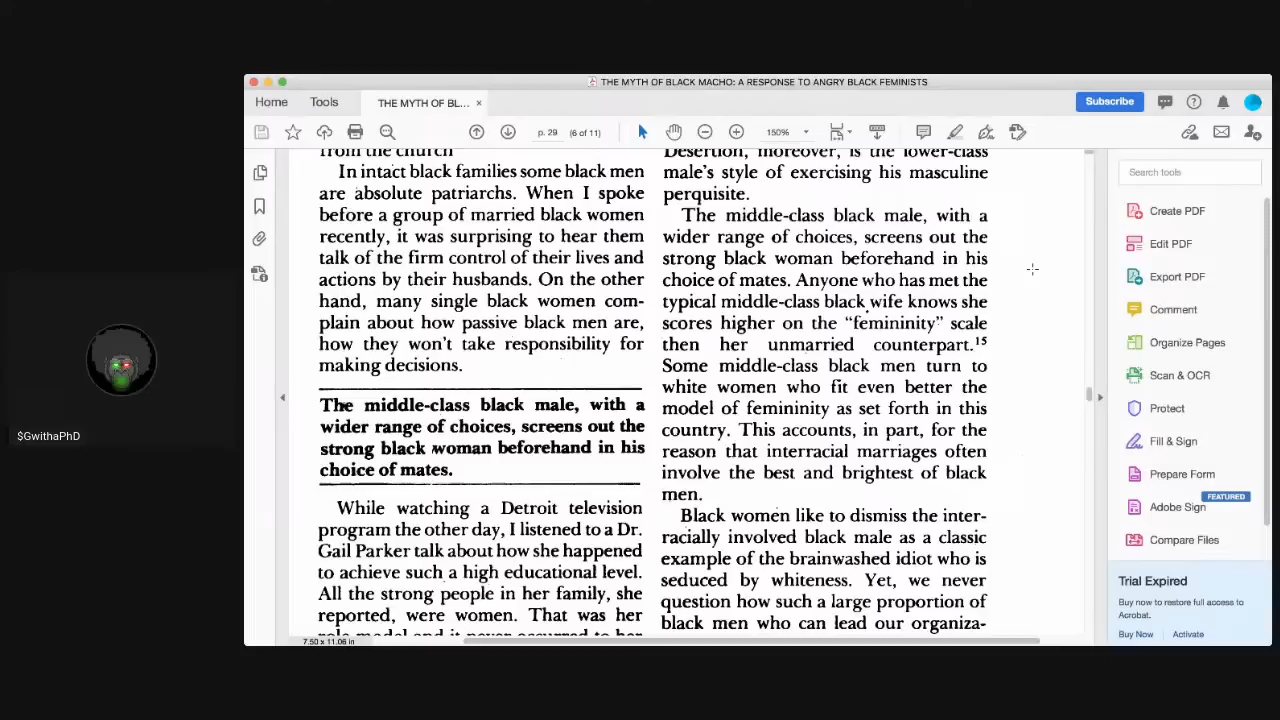 THE MYTH OF BLACK MACHO: A RESPONSE TO ANGRY BLACK FEMINISTS
Home
Tools
THE MYTH OF BL...
×
Subscribe
p. 29
(6 of 11)
150%
from the church
In intact black families some black men
are absolute patriarchs. When I spoke
before a group of married black women
recently, it was surprising to hear them
talk of the firm control of their lives and
actions by their husbands. On the other
hand, many single black women com-
plain about how passive black men are,
how they won't take responsibility for
making decisions.
The middle-class black male, with a
wider range of choices, screens out the
strong black woman beforehand in his
choice of mates.
While watching a Detroit television
program the other day, I listened to a Dr.
Gail Parker talk about how she happened
to achieve such a high educational level.
All the strong people in her family, she
reported, were women. That was her
role model and it never occurred to her
Desertion, moreover, is the lower-class
male's style of exercising his masculine
perquisite.
The middle-class black male, with a
wider range of choices, screens out the
strong black woman beforehand in his
choice of mates. Anyone who has met the
typical middle-class black wife knows she
scores higher on the "femininity" scale
then her unmarried counterpart.15
Some middle-class black men turn to
white women who fit even better the
model of femininity as set forth in this
country. This accounts, in part, for the
reason that interracial marriages often
involve the best and brightest of black
men.
Black women like to dismiss the inter-
racially involved black male as a classic
example of the brainwashed idiot who is
seduced by whiteness. Yet, we never
question how such a large proportion of
black men who can lead our organiza-
7.50 x 11.06 in
Search tools
Create PDF
Edit PDF
Export PDF
Comment
Organize Pages
Scan & OCR
Protect
Fill & Sign
Prepare Form
FEATURED
Adobe Sign
Compare Files
Trial Expired
Buy now to restore full access to
Acrobat.
Buy Now
Activate
$GwithaPhD